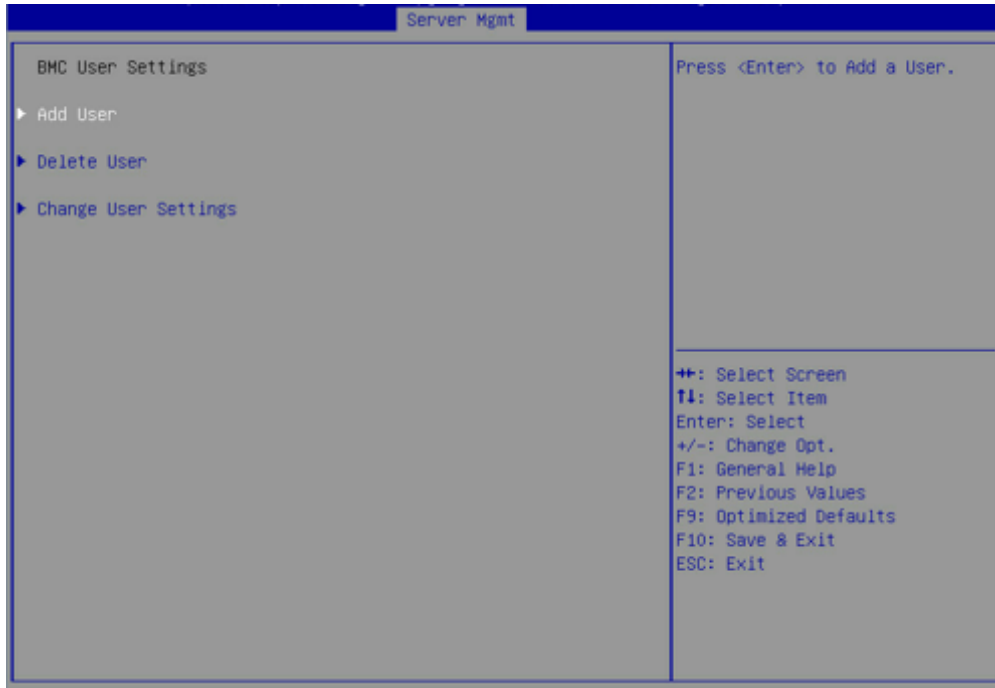 Server Mgmt
BMC User Settings
Add User
Delete User
Change User Settings
Press <Enter> to Add a User.
→←: Select Screen
↑↓: Select Item
Enter: Select
+/-: Change Opt.
F1: General Help
F2: Previous Values
F9: Optimized Defaults
F10: Save & Exit
ESC: Exit